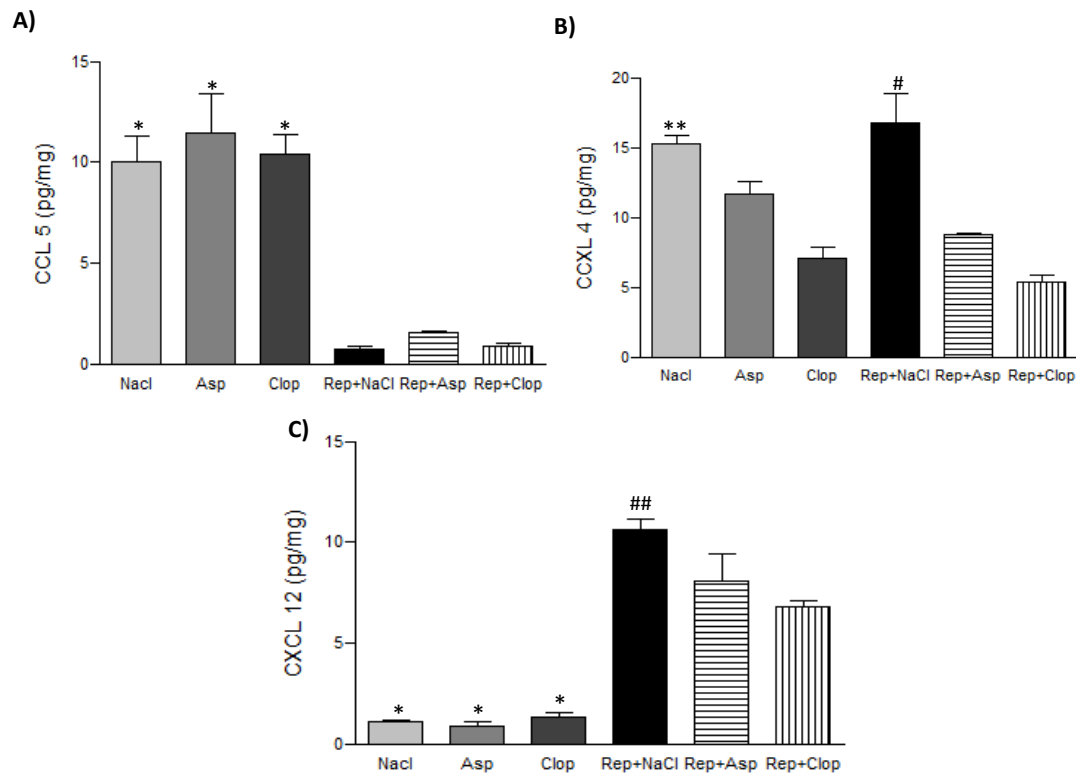 A)
CCL 5 (pg/mg)
15
10
5
0
* * *
Nacl Asp Clop Rep+NaCl Rep+Asp Rep+Clop
B)
CCXL 4 (pg/mg)
20
15
10
5
0
** #
Nacl Asp Clop Rep+NaCl Rep+Asp Rep+Clop
C)
CXCL 12 (pg/mg)
15
10
5
0
* * * ##
Nacl Asp Clop Rep+NaCl Rep+Asp Rep+Clop